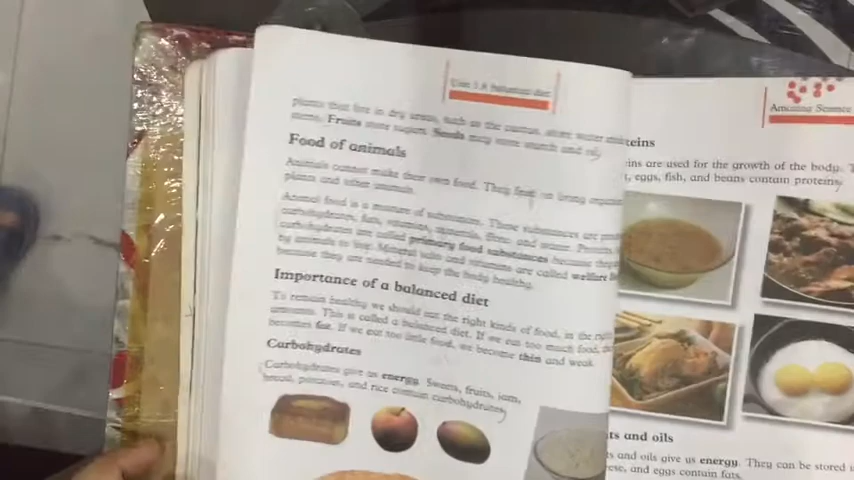 Unit 3 A balanced diet
plants that live in dry areas, such as the cactus, store water in
stems. Fruits store sugars. Seeds may store starch and oil.
Food of animals
Animals cannot make their own food. They feed on living organisms
plants and other animals.
Animal food is a mixture of substances. These substances are
carbohydrates, fats, vitamins, minerals, fibre, and water. Proteins,
carbohydrates are called primary food substances because they
by animals to live. Mineral salts and vitamins are called welfare
because they are needed to keep the body healthy.
Importance of a balanced diet
To remain healthy we should eat the right kinds of food, in the right
amounts. This is called a balanced diet. If we eat too much food,
becomes fat. If we eat too little food, we become thin and weak.
Carbohydrates
Carbohydrates give us energy. Sweets, fruits, jam,
bread, potatoes, and rice contain carbohydrates.
Amazing Science
teins
ins are used for the growth of the body.
, eggs, fish, and beans contain proteins.
ts and oils
s and oils give us energy. They can be stored
ese, and eggs contain fats.